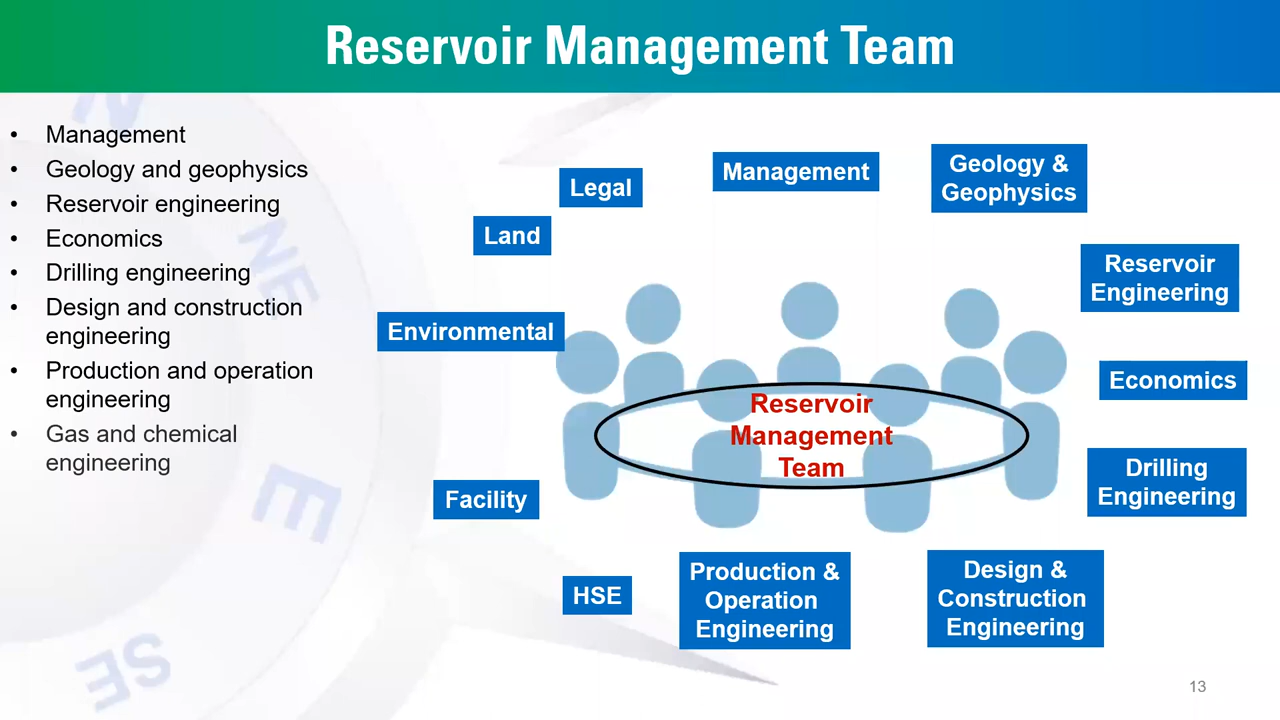 Reservoir Management Team
• Management
• Geology and geophysics
• Reservoir engineering
• Economics
• Drilling engineering
• Design and construction
engineering
• Production and operation
engineering
• Gas and chemical
engineering
Legal
Management
Geology &
Geophysics
Land
Reservoir
Engineering
Environmental
Economics
Reservoir
Management
Team
Drilling
Engineering
Facility
HSE
Production &
Operation
Engineering
Design &
Construction
Engineering
N
NE
E
SE
13